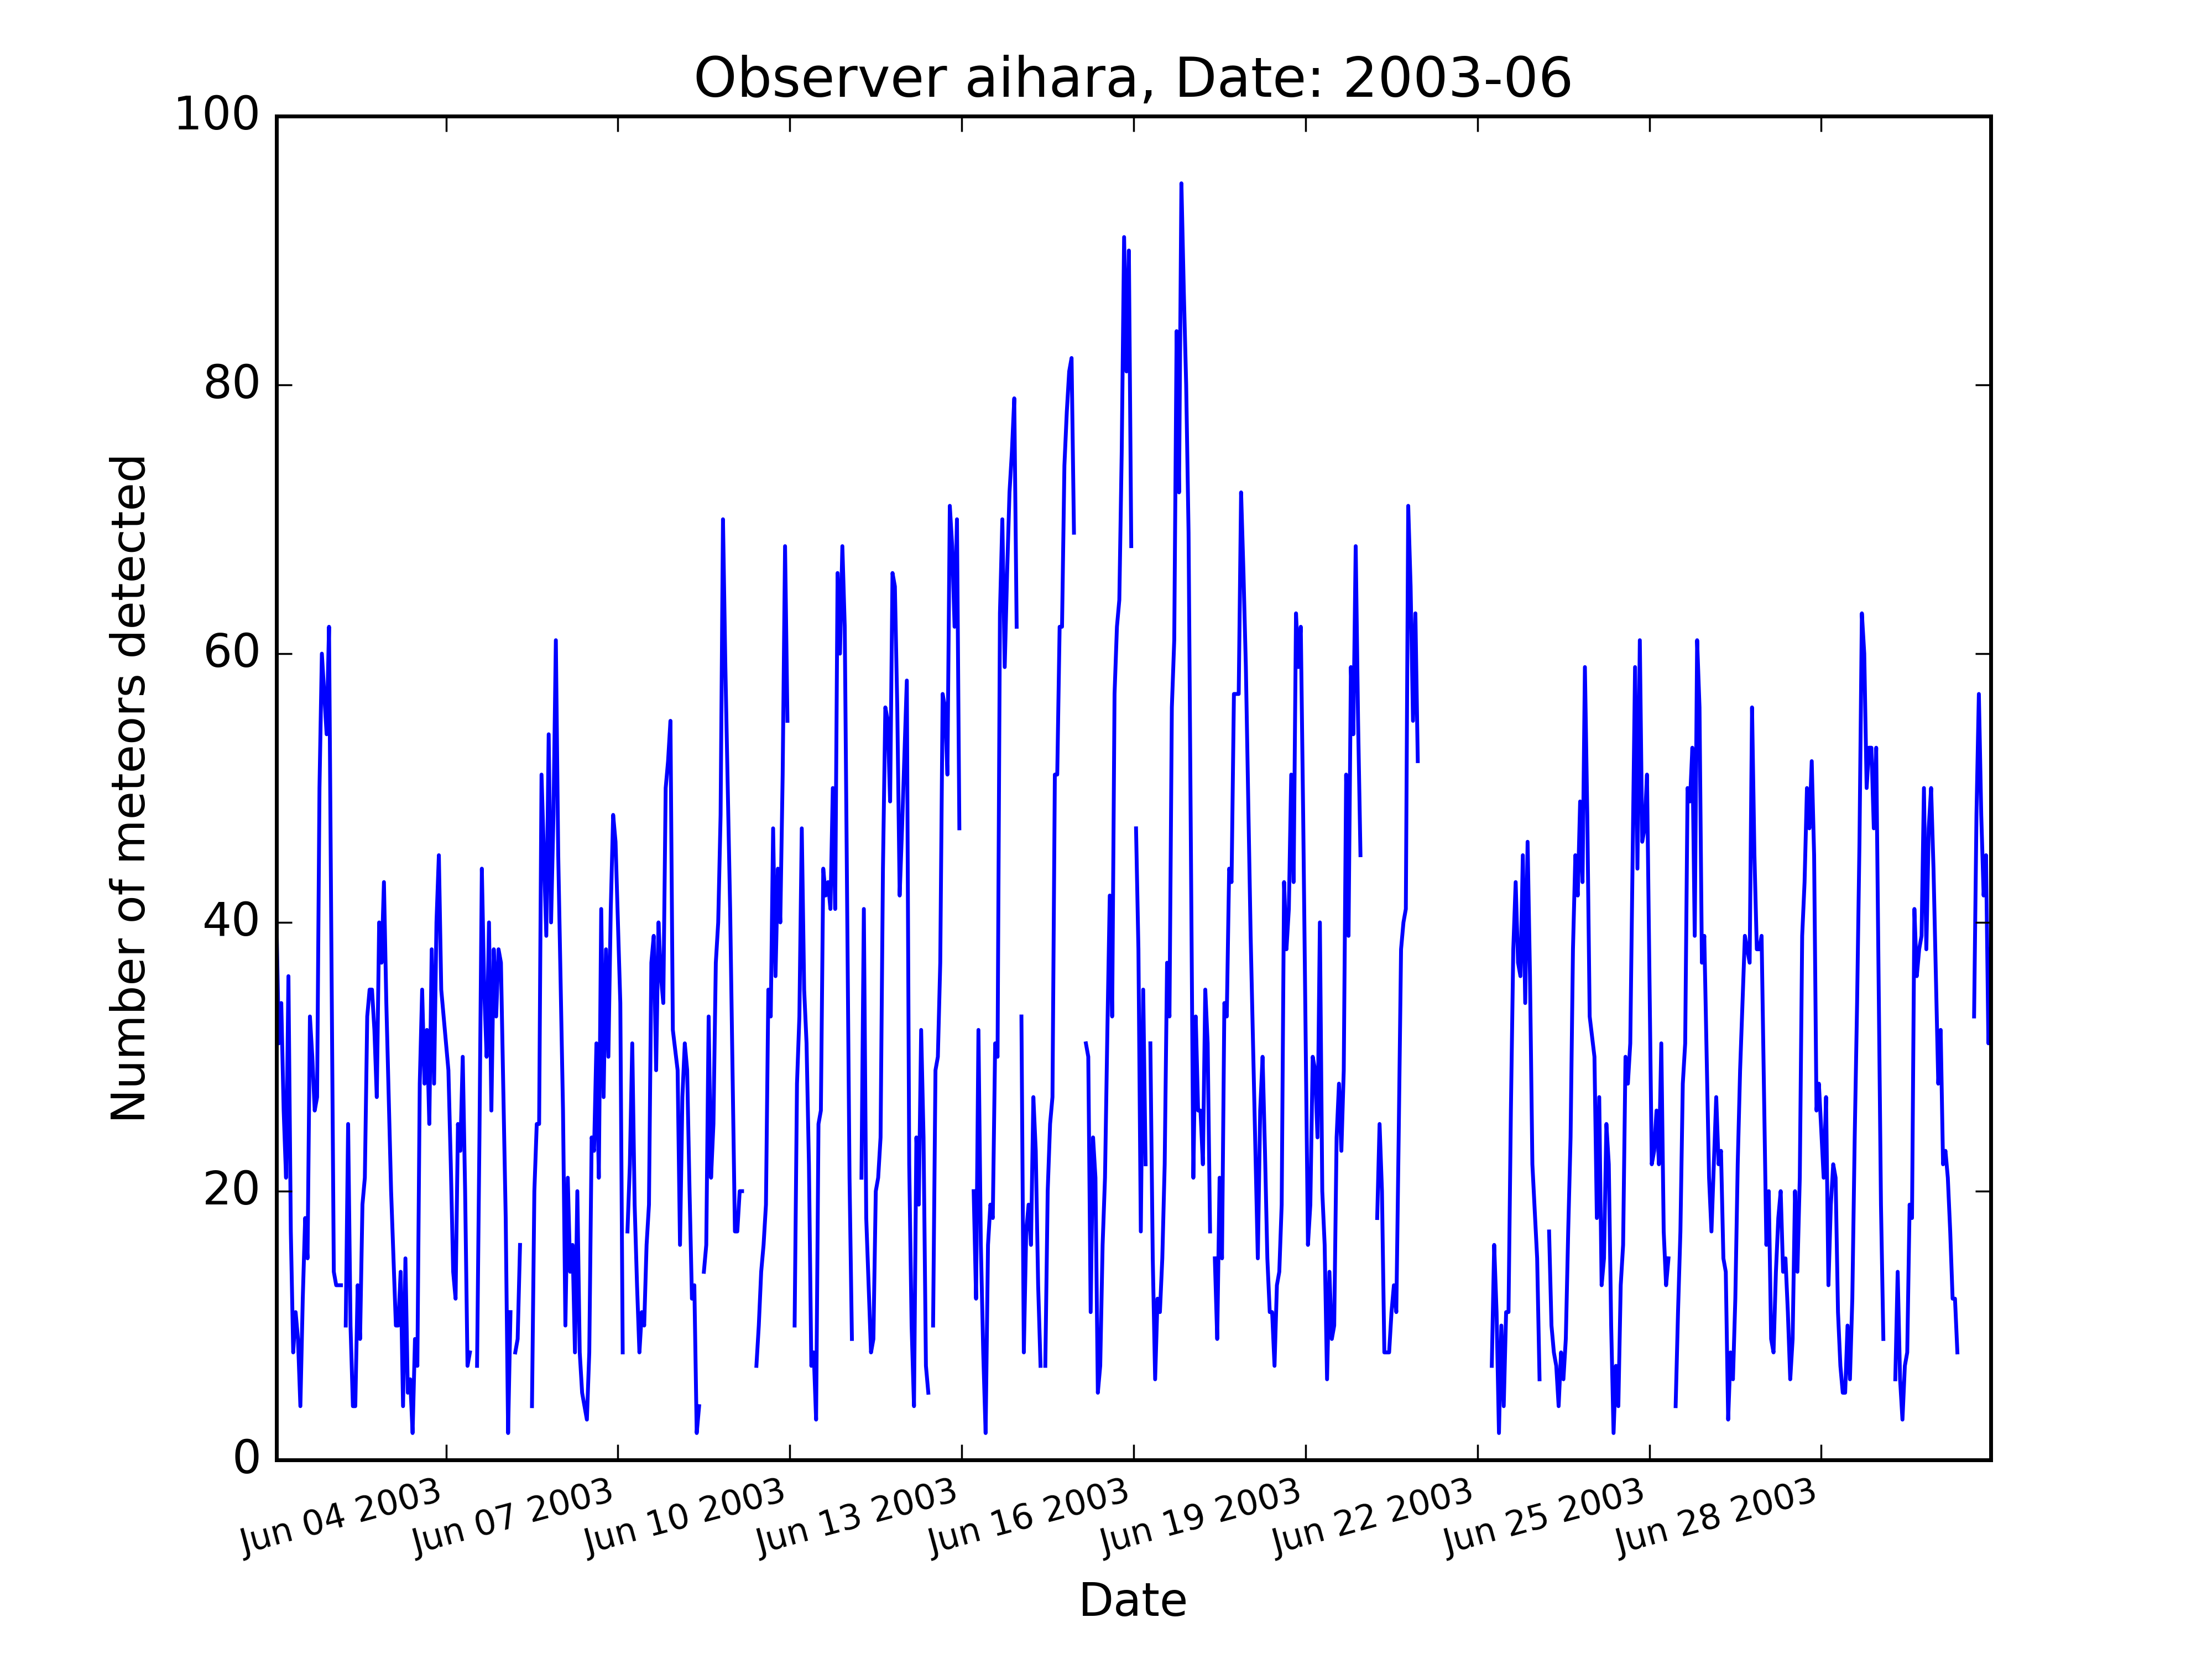 Observer aihara, Date: 2003-06
100
80
60
40
20
0
Number of meteors detected
Jun 04 2003
Jun 07 2003
Jun 10 2003
Jun 13 2003
Jun 16 2003
Jun 19 2003
Jun 22 2003
Jun 25 2003
Jun 28 2003
Date